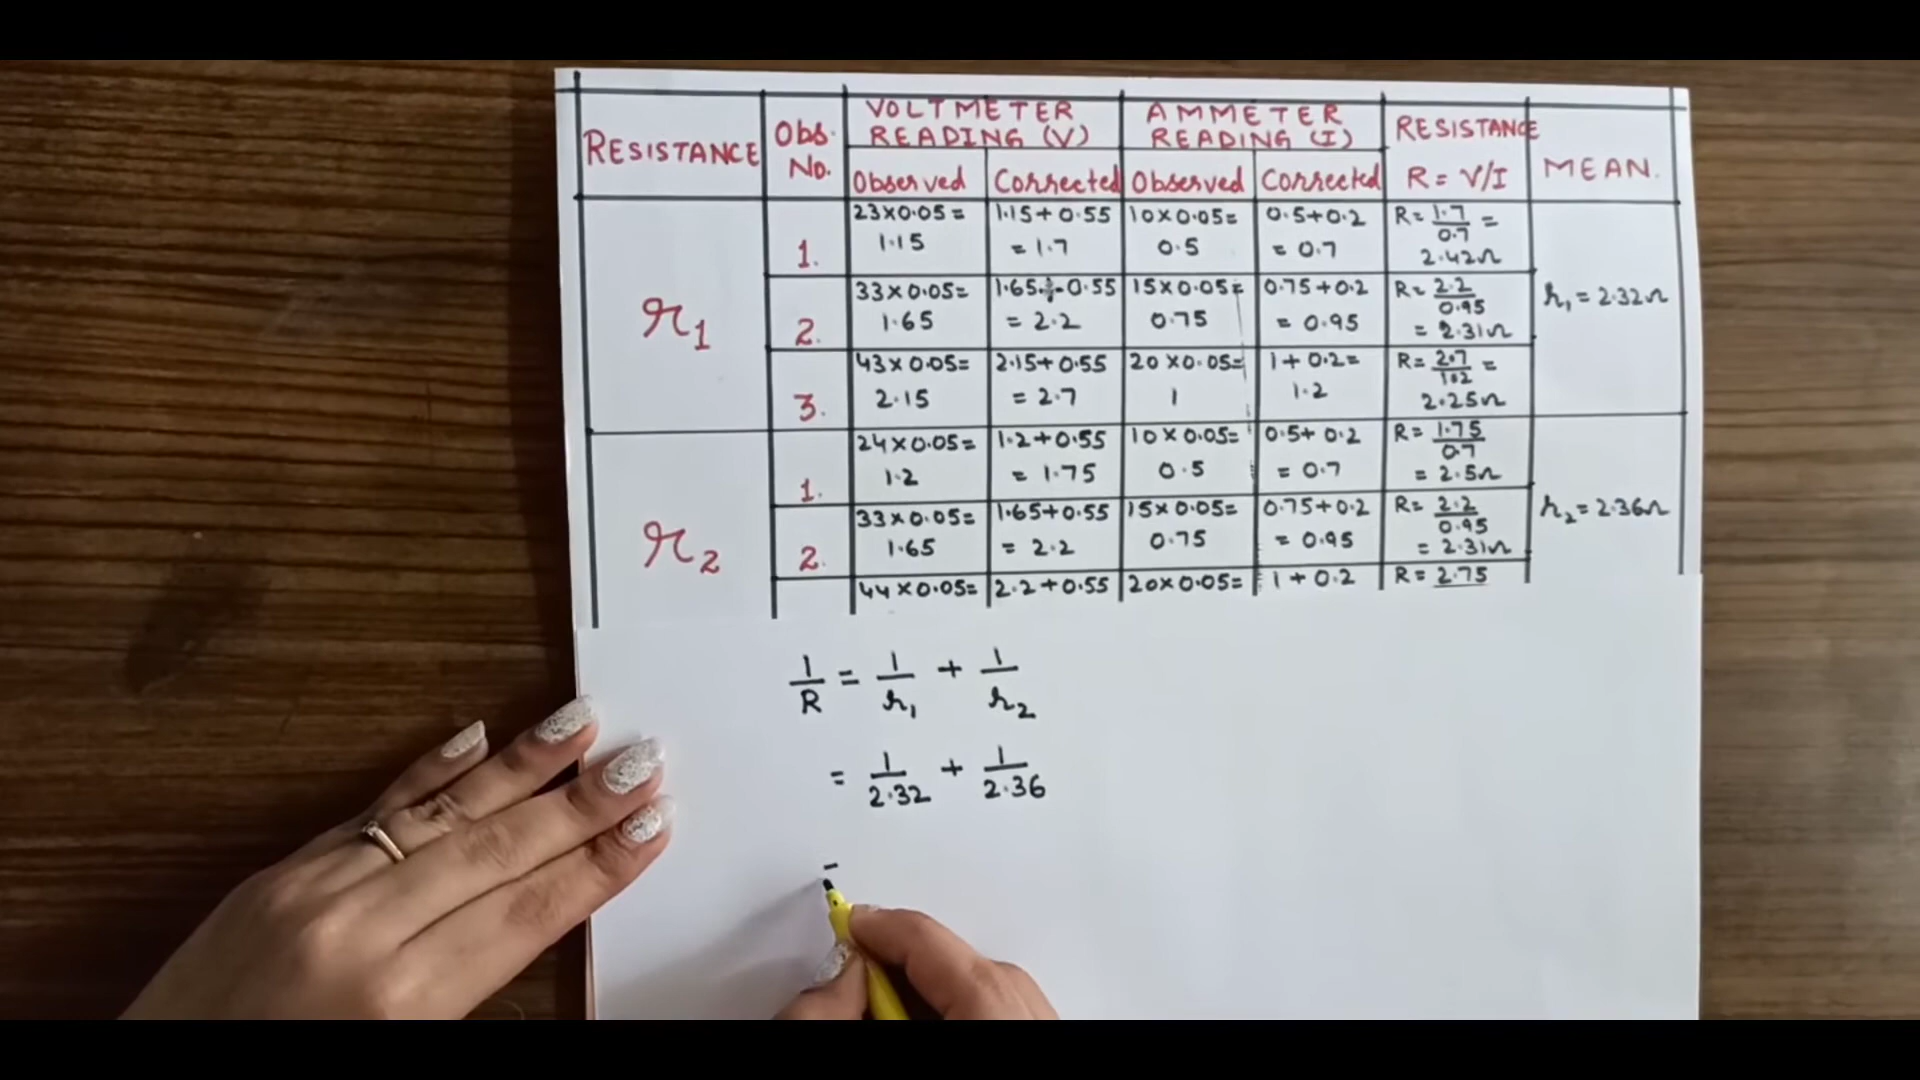 RESISTANCE Obs. No. VOLTMETER READING (V) AMMETER READING (I) RESISTANCE R = V/I MEAN.
Observed Corrected Observed Corrected
r1
1. 23×0.05= 1.15 1.15+0.55 = 1.7 10×0.05= 0.5 0.5+0.2 = 0.7 R= 1.7/0.7 = 2.42Ω
2. 33×0.05= 1.65 1.65+0.55 = 2.2 15×0.05= 0.75 0.75+0.2 = 0.95 R= 2.2/0.95 = 2.31Ω r1 = 2.32Ω
3. 43×0.05= 2.15 2.15+0.55 = 2.7 20×0.05= 1 1+0.2= 1.2 R= 2.7/1.2 = 2.25Ω
r2
1. 24×0.05= 1.2 1.2+0.55 = 1.75 10×0.05= 0.5 0.5+0.2 = 0.7 R= 1.75/0.7 = 2.5Ω
2. 33×0.05= 1.65 1.65+0.55 = 2.2 15×0.05= 0.75 0.75+0.2 = 0.95 R= 2.2/0.95 = 2.31Ω r2 = 2.36Ω
44×0.05= 2.2+0.55 20×0.05= 1+0.2 R= 2.75
1/R = 1/r1 + 1/r2
= 1/2.32 + 1/2.36
-